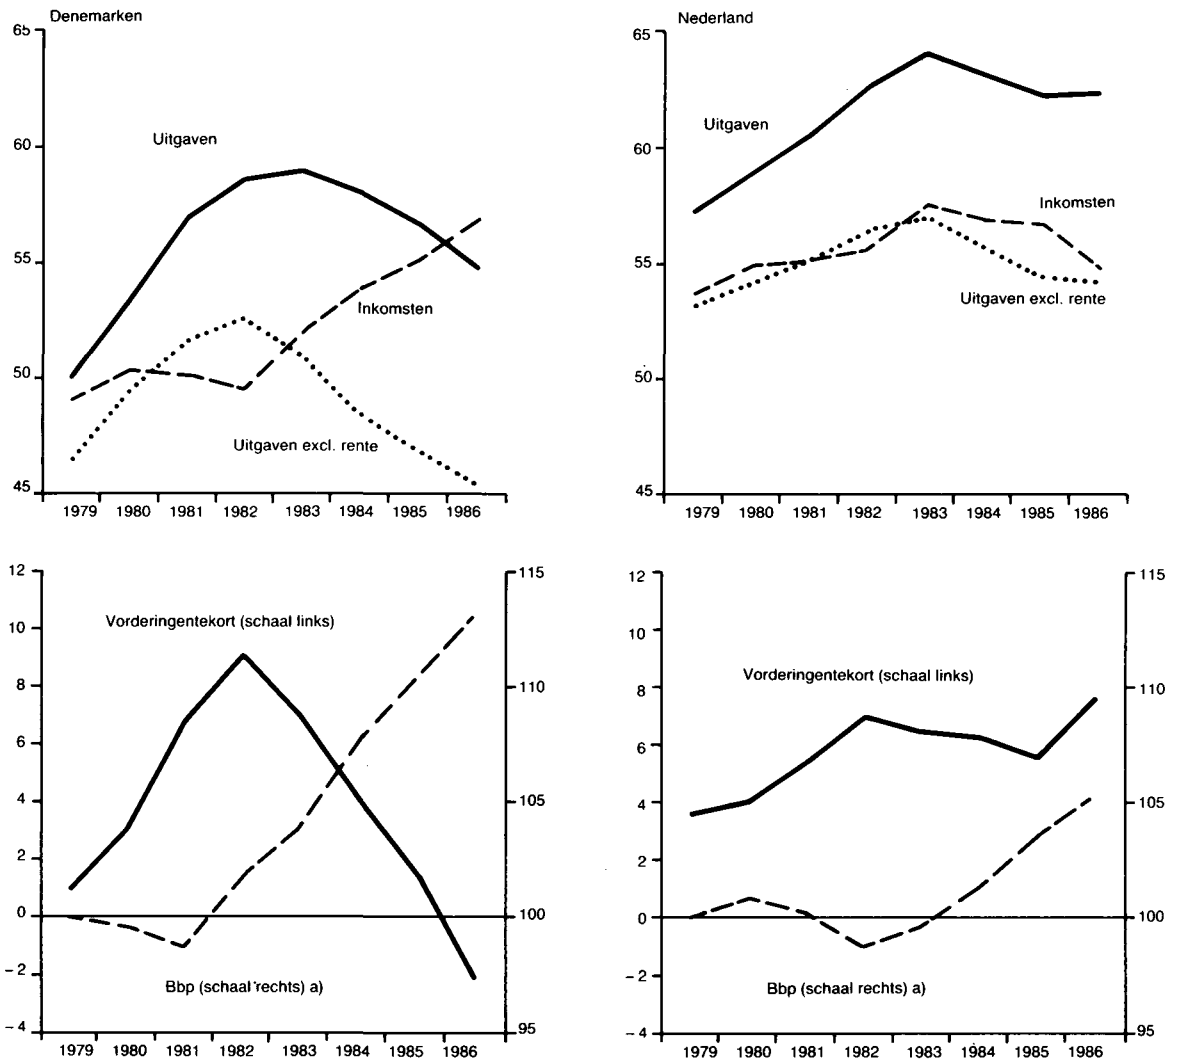 Denemarken
65
60
55
50
45
Uitgaven
Inkomsten
Uitgaven excl. rente
1979 1980 1981 1982 1983 1984 1985 1986
Nederland
65
60
55
50
45
Uitgaven
Inkomsten
Uitgaven excl. rente
1979 1980 1981 1982 1983 1984 1985 1986
12
10
8
6
4
2
0
– 2
– 4
115
110
105
100
95
Vorderingentekort (schaal links)
Bbp (schaal rechts) a)
1979 1980 1981 1982 1983 1984 1985 1986
12
10
8
6
4
2
0
– 2
– 4
115
110
105
100
95
Vorderingentekort (schaal links)
Bbp (schaal rechts) a)
1979 1980 1981 1982 1983 1984 1985 1986